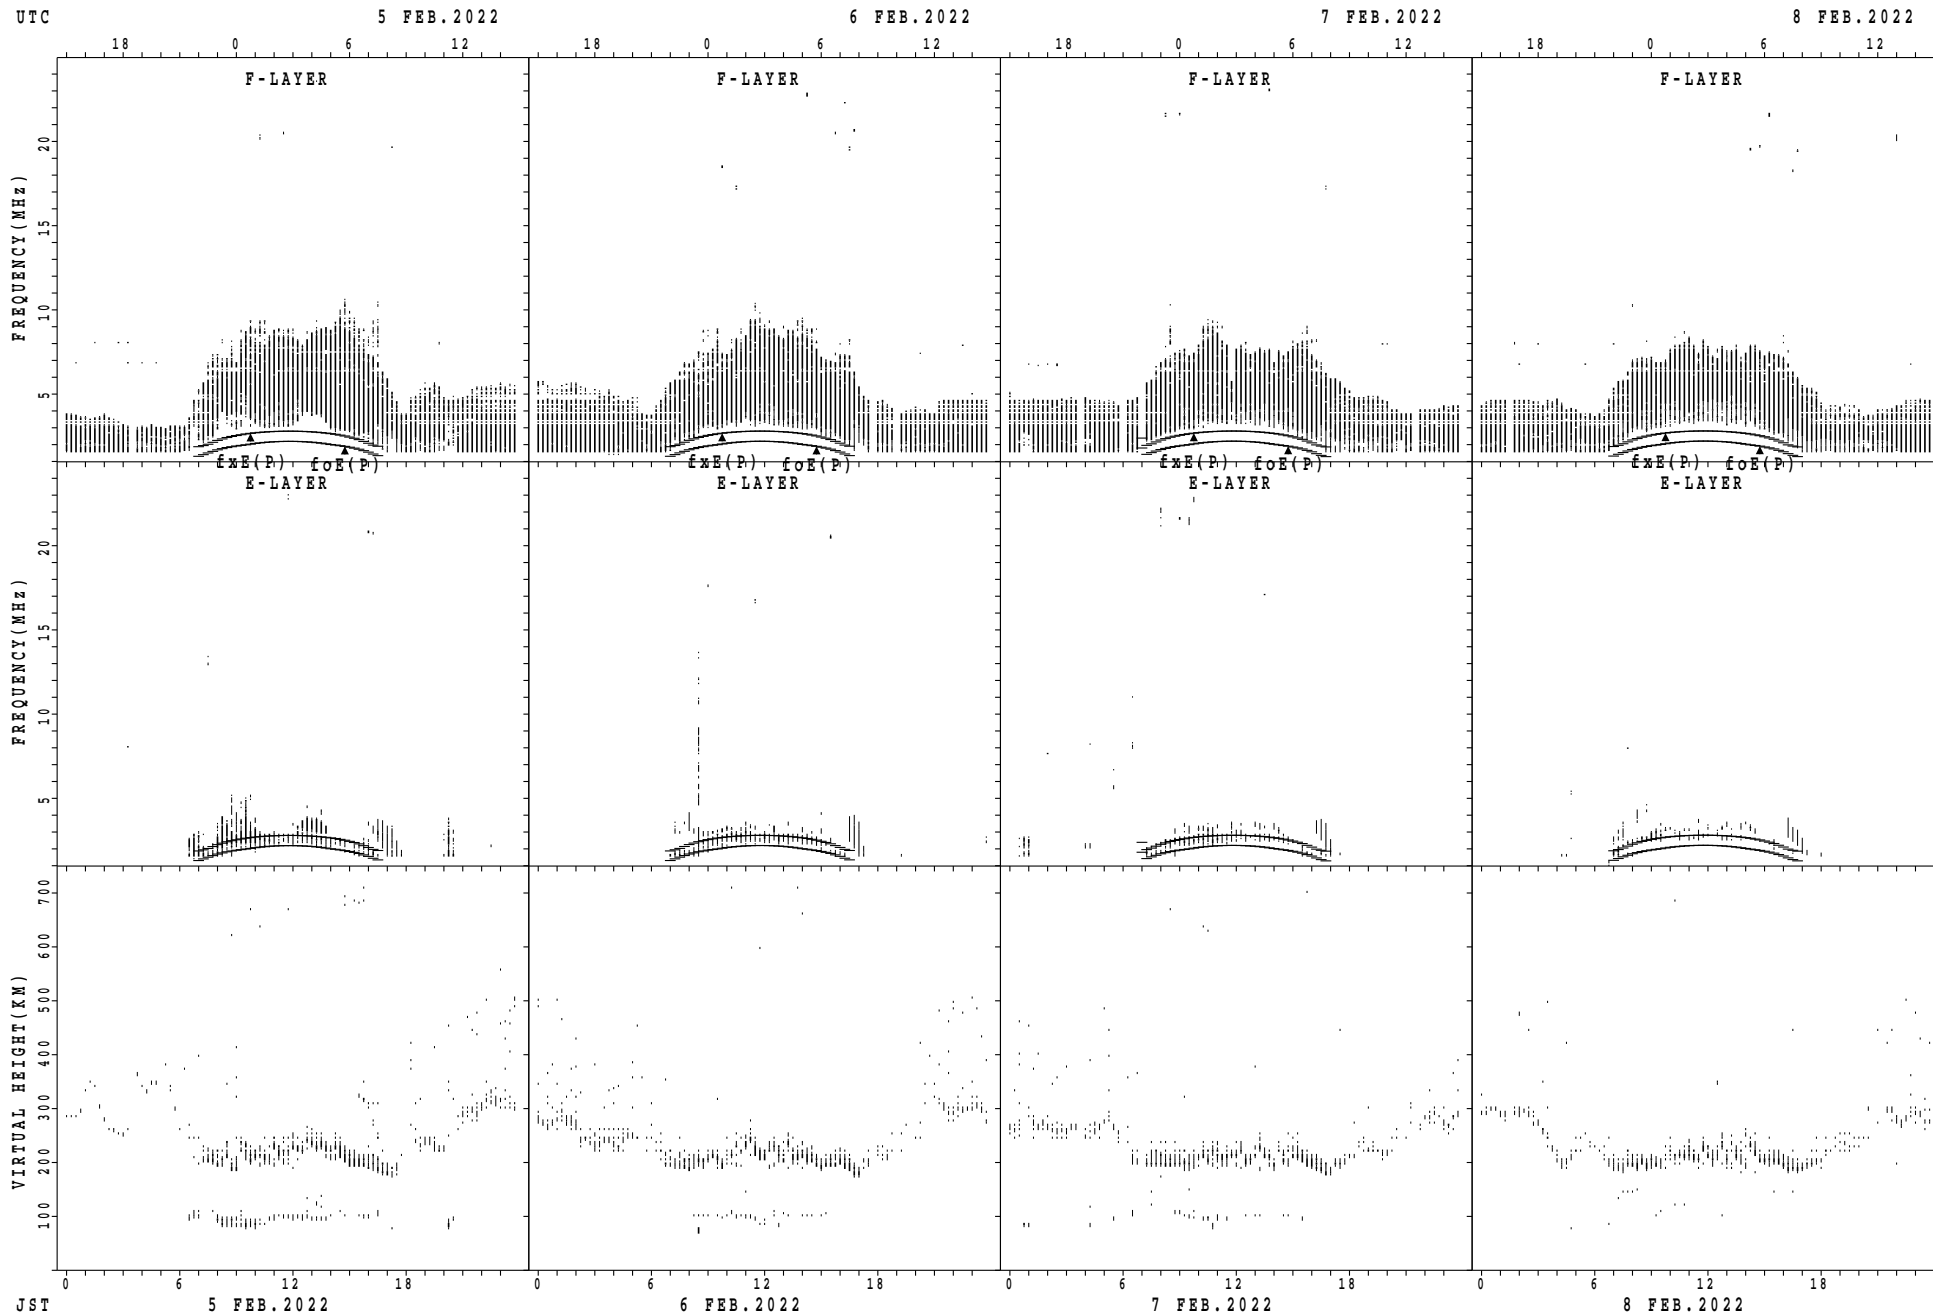 UTC 5 FEB.2022 6 FEB.2022 7 FEB.2022 8 FEB.2022
18 0 6 12 18 0 6 12 18 0 6 12 18 0 6 12
F-LAYER F-LAYER F-LAYER F-LAYER
FREQUENCY(MHz)
20
15
10
5
fxE(P) foE(P) fxE(P) foE(P) fxE(P) foE(P) fxE(P) foE(P)
E-LAYER E-LAYER E-LAYER E-LAYER
FREQUENCY(MHz)
20
15
10
5
VIRTUAL HEIGHT(KM)
700
600
500
400
300
200
100
0 6 12 18 0 6 12 18 0 6 12 18 0 6 12 18
JST 5 FEB.2022 6 FEB.2022 7 FEB.2022 8 FEB.2022